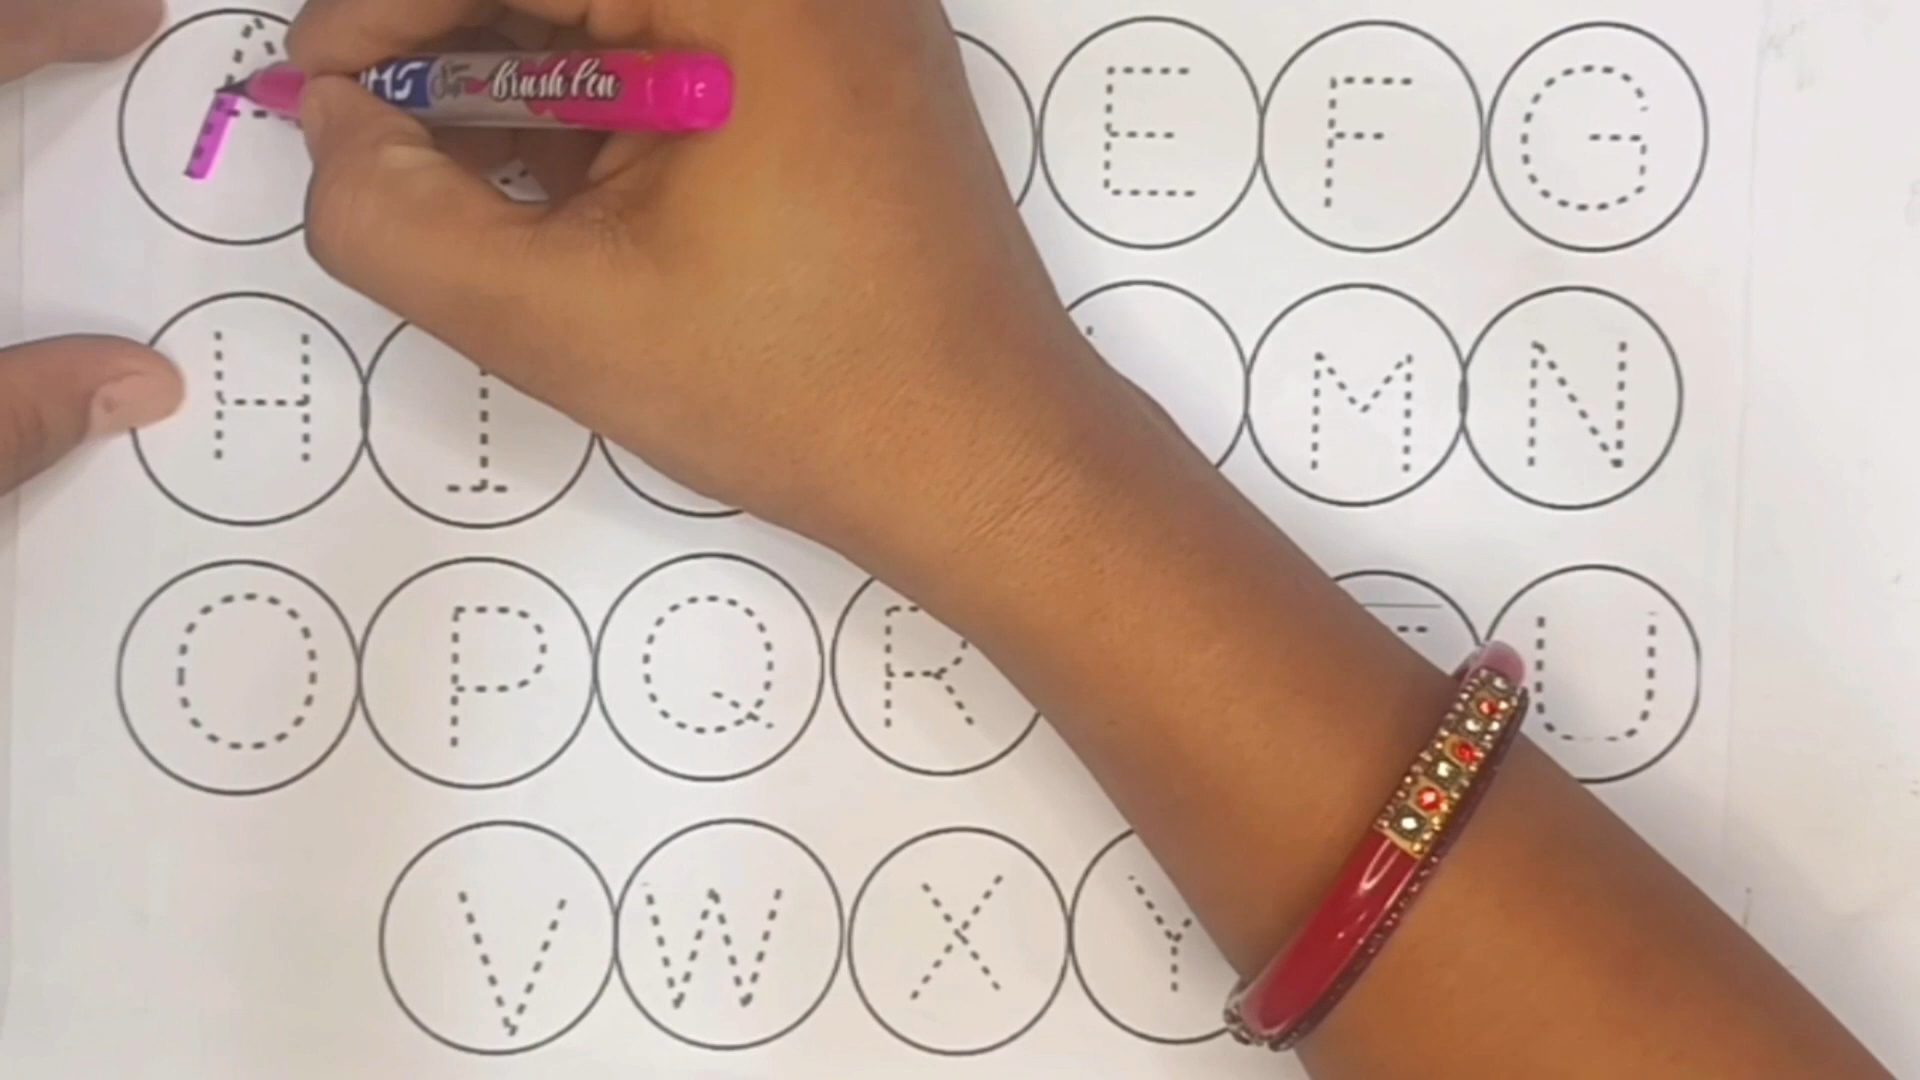 A E F G
H I M N
O P Q R U
V W X Y
Brush Pen